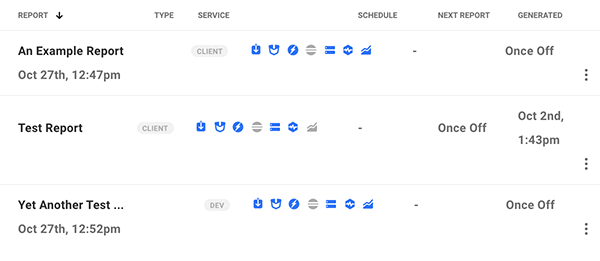 REPORT TYPE SERVICE SCHEDULE NEXT REPORT GENERATED
An Example Report CLIENT - Once Off
Oct 27th, 12:47pm
Test Report CLIENT - Once Off Oct 2nd,
1:43pm
Yet Another Test ... DEV - Once Off
Oct 27th, 12:52pm